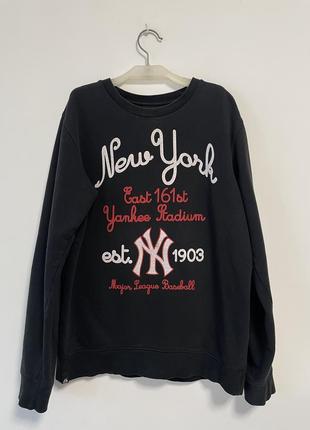 New York
East 161st
Yankee Stadium
est. NY 1903
Major League Baseball